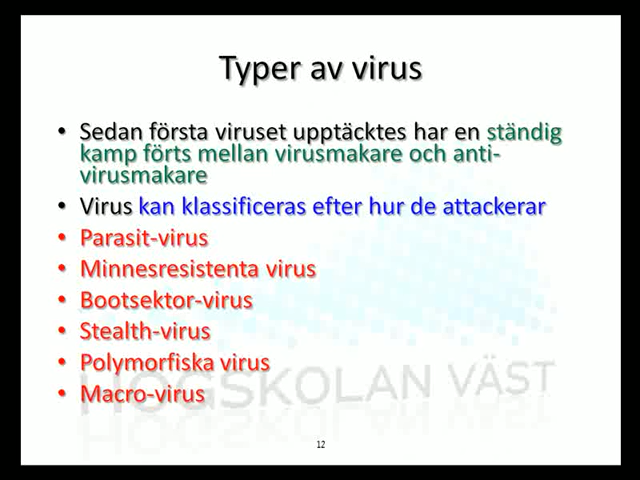 Typer av virus
• Sedan första viruset upptäcktes har en ständig
kamp förts mellan virusmakare och anti-
virusmakare
• Virus kan klassificeras efter hur de attackerar
• Parasit-virus
• Minnesresistenta virus
• Bootsektor-virus
• Stealth-virus
• Polymorfiska virus
• Macro-virus
HÖGSKOLAN VÄST
12